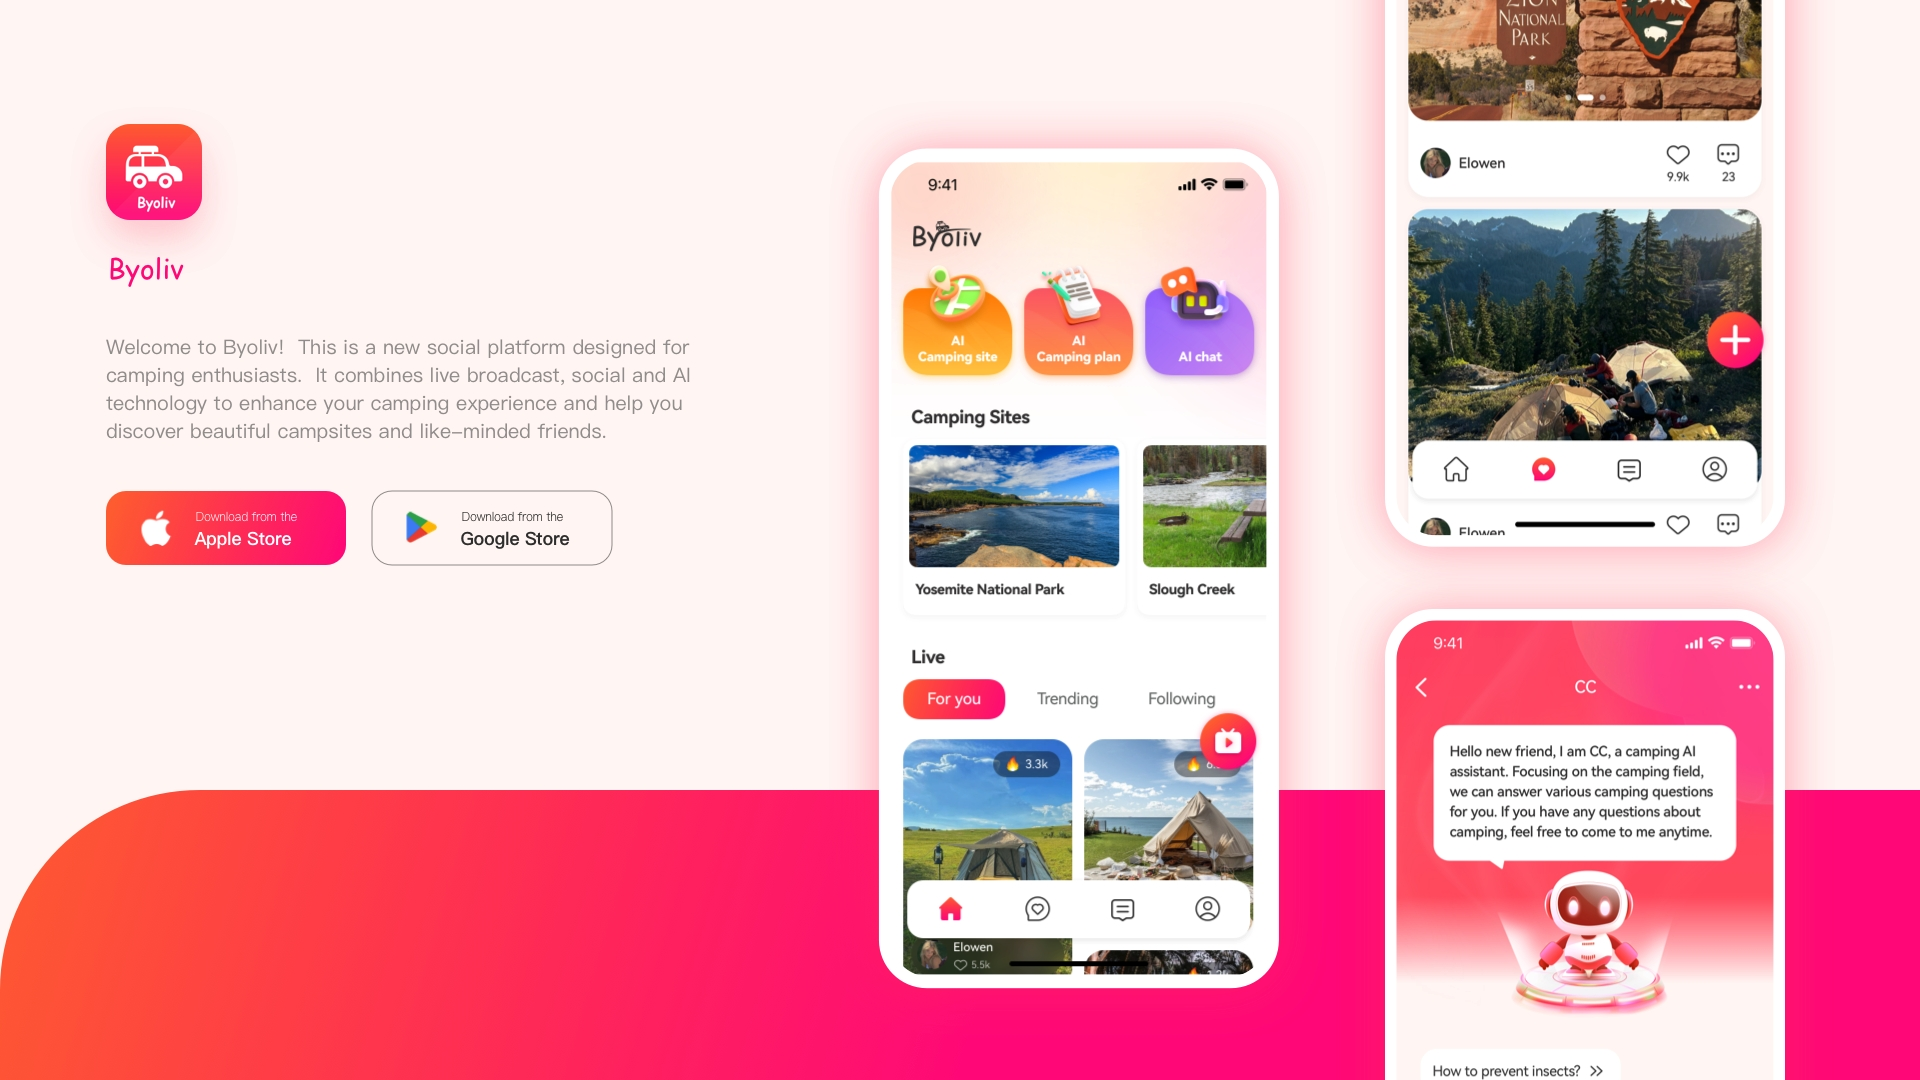 Byoliv
Byoliv
Welcome to Byoliv! This is a new social platform designed for
camping enthusiasts. It combines live broadcast, social and AI
technology to enhance your camping experience and help you
discover beautiful campsites and like-minded friends.
Download from the
Apple Store
Download from the
Google Store
9:41
Byoliv
AI
Camping site
AI
Camping plan
AI chat
Camping Sites
Yosemite National Park
Slough Creek
Live
For you
Trending
Following
3.3k
Elowen
5.5k
ZION
NATIONAL
PARK
Elowen
9.9k
23
Elowen
9:41
CC
Hello new friend, I am CC, a camping AI
assistant. Focusing on the camping field,
we can answer various camping questions
for you. If you have any questions about
camping, feel free to come to me anytime.
How to prevent insects?